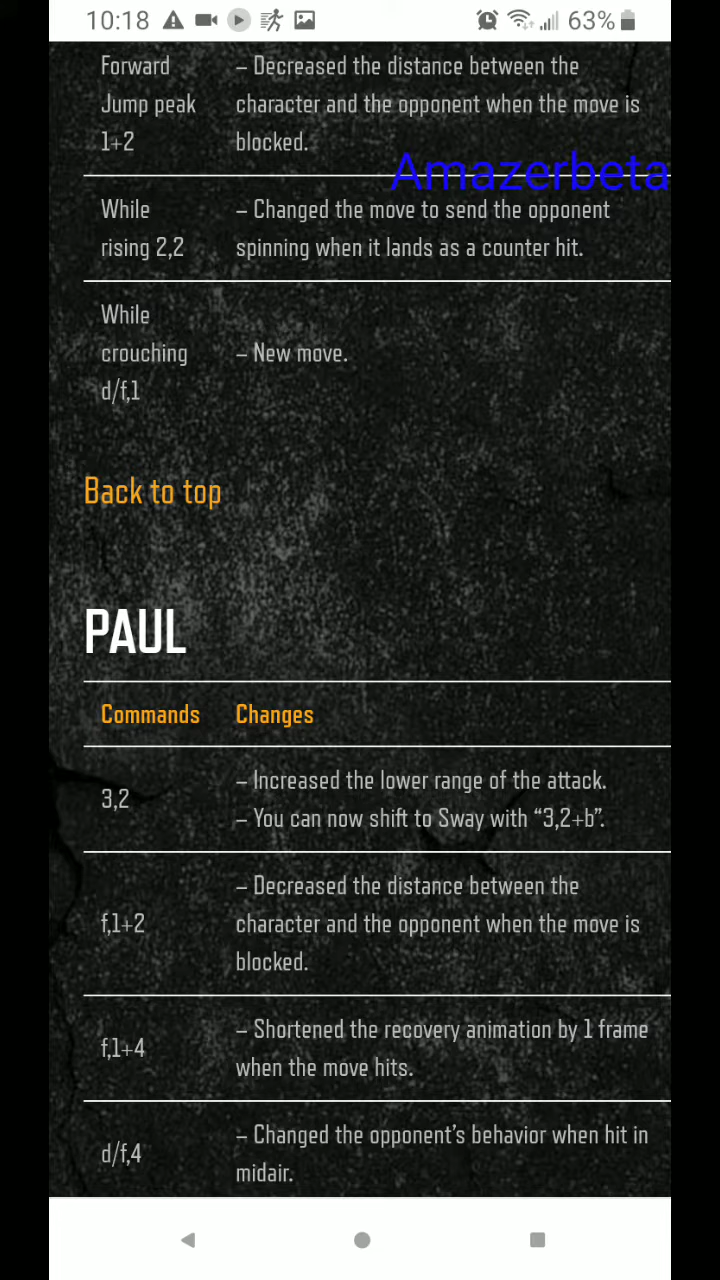 10:18
63%
Forward – Decreased the distance between the
Jump peak character and the opponent when the move is
1+2 blocked.
Amazerbeta
While – Changed the move to send the opponent
rising 2,2 spinning when it lands as a counter hit.
While
crouching – New move.
d/f,1
Back to top
PAUL
Commands Changes
3,2
– Increased the lower range of the attack.
– You can now shift to Sway with “3,2+b”.
f,1+2
– Decreased the distance between the
character and the opponent when the move is
blocked.
f,1+4
– Shortened the recovery animation by 1 frame
when the move hits.
d/f,4
– Changed the opponent’s behavior when hit in
midair.